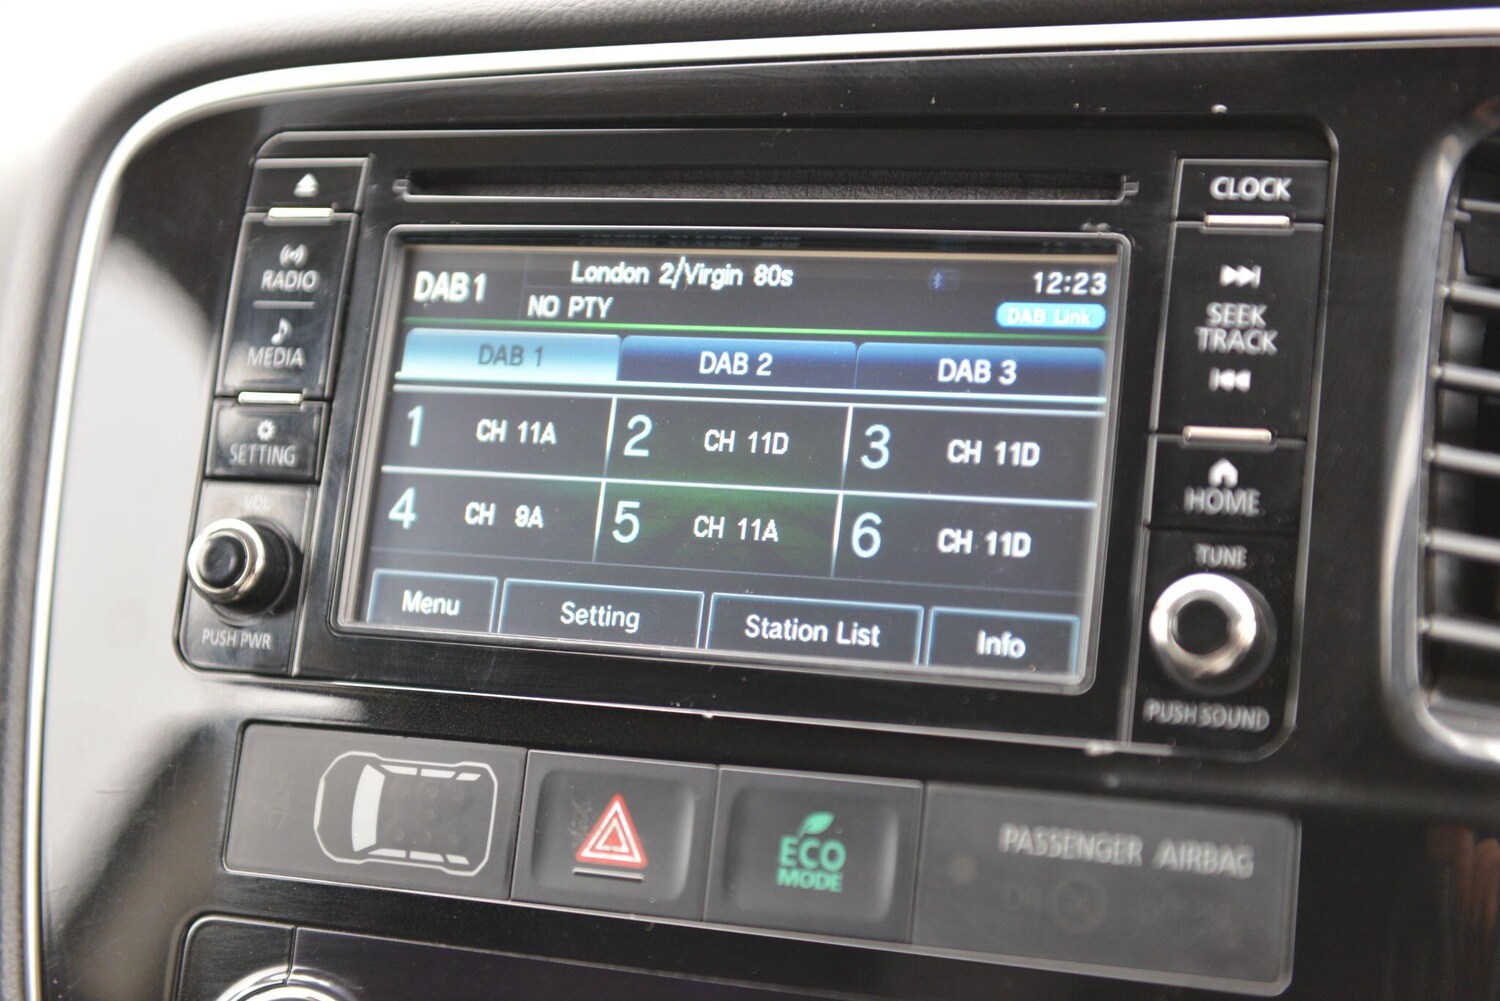 CLOCK
RADIO
MEDIA
SETTING
VOL
PUSH PWR
DAB1
London 2/Virgin 80s
12:23
NO PTY
DAB Link
DAB 1
DAB 2
DAB 3
1 CH 11A
2 CH 11D
3 CH 11D
4 CH 9A
5 CH 11A
6 CH 11D
Menu
Setting
Station List
Info
SEEK
TRACK
HOME
TUNE
PUSH SOUND
ECO
MODE
PASSENGER AIRBAG